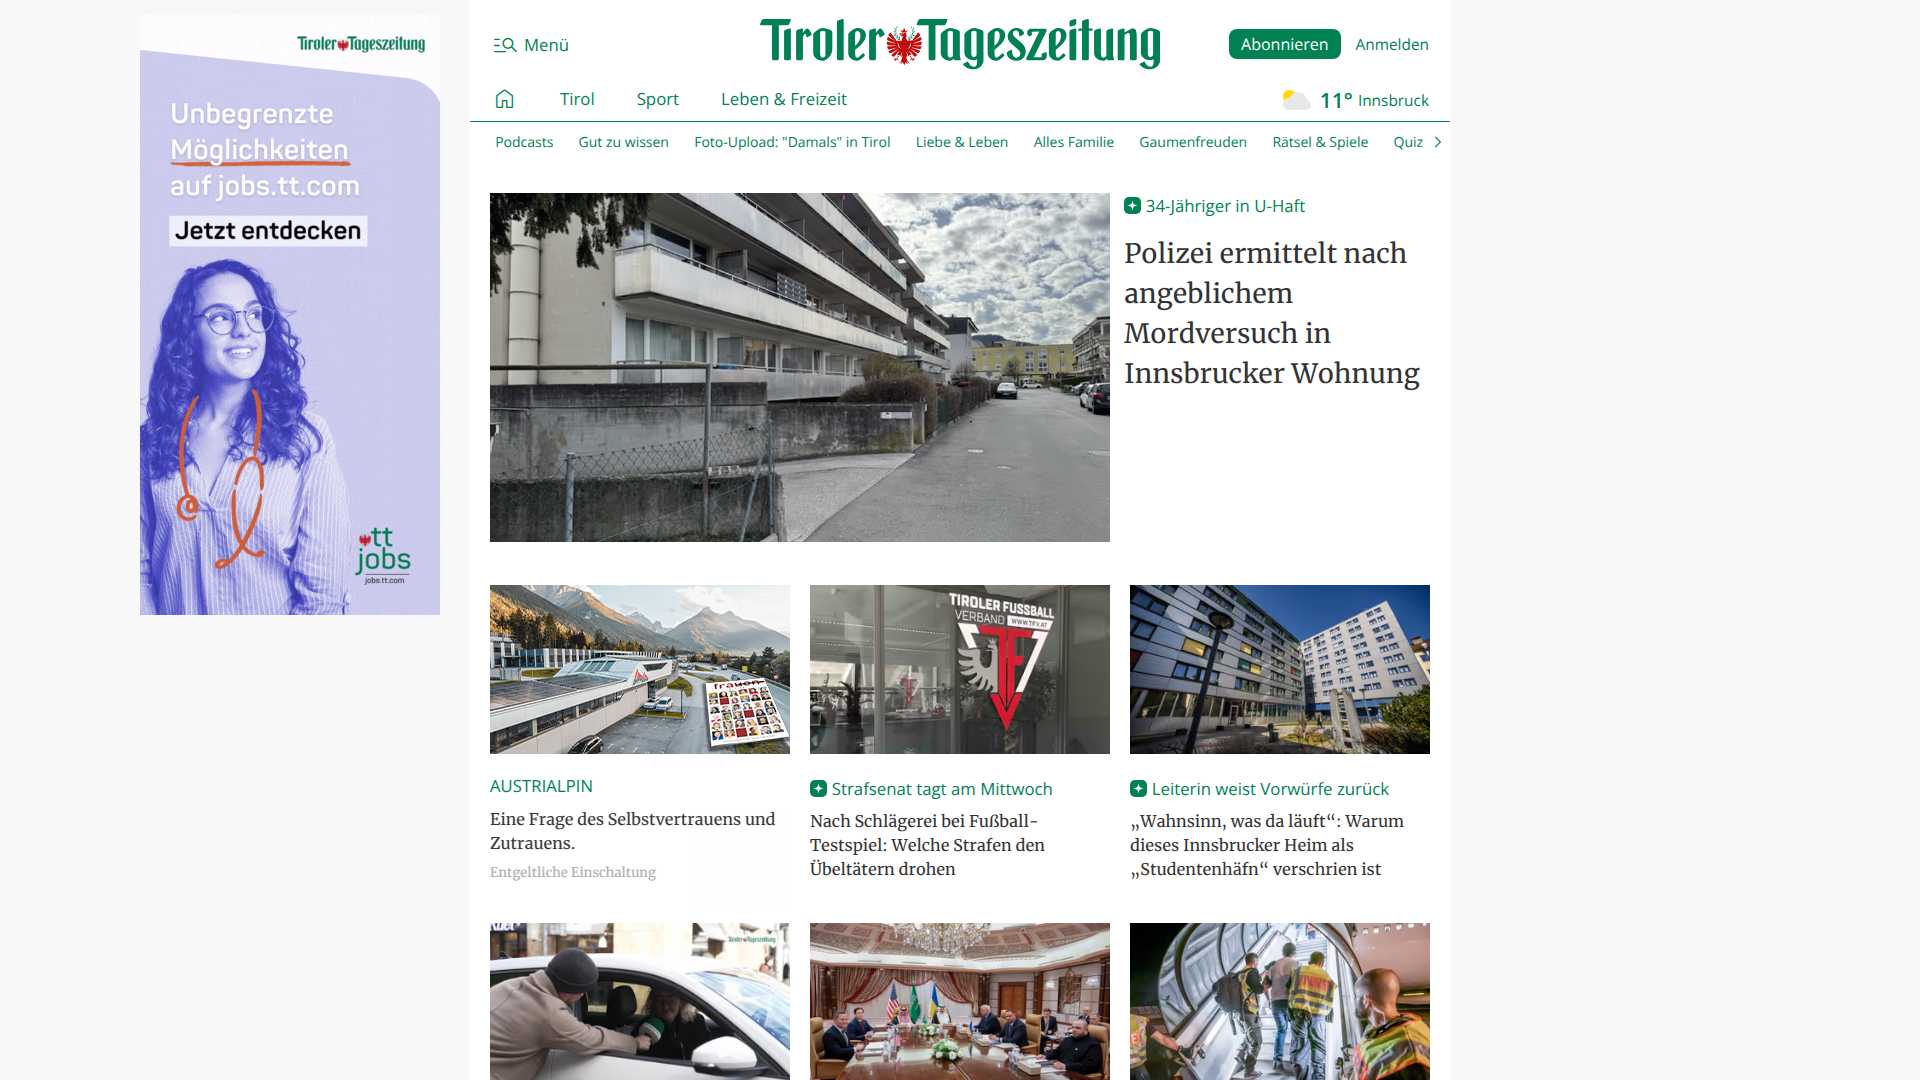 Tiroler Tageszeitung
Unbegrenzte
Möglichkeiten
auf jobs.tt.com
Jetzt entdecken
tt
jobs
jobs.tt.com
Menü
Tiroler Tageszeitung
Abonnieren
Anmelden
Tirol
Sport
Leben & Freizeit
11° Innsbruck
Podcasts
Gut zu wissen
Foto-Upload: "Damals" in Tirol
Liebe & Leben
Alles Familie
Gaumenfreuden
Rätsel & Spiele
Quiz
34-Jähriger in U-Haft
Polizei ermittelt nach
angeblichem
Mordversuch in
Innsbrucker Wohnung
frauen
TIROLER FUSSBALL
VERBAND WWW.TFV.AT
AUSTRIALPIN
Eine Frage des Selbstvertrauens und
Zutrauens.
Entgeltliche Einschaltung
Strafsenat tagt am Mittwoch
Nach Schlägerei bei Fußball-
Testspiel: Welche Strafen den
Übeltätern drohen
Leiterin weist Vorwürfe zurück
„Wahnsinn, was da läuft“: Warum
dieses Innsbrucker Heim als
„Studentenhäfn“ verschrien ist
Tiroler Tageszeitung